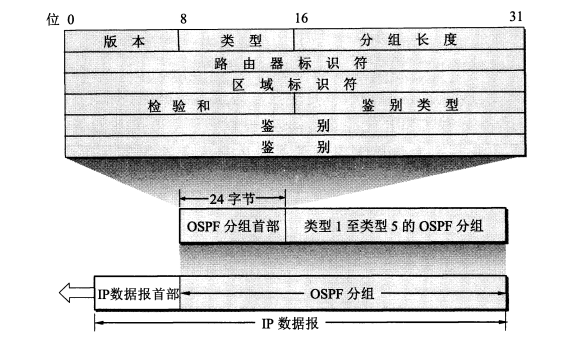 位 0 8 16 31
版本 类型 分组长度
路由器标识符
区域标识符
检验和 鉴别类型
鉴别
鉴别
24 字节
OSPF 分组首部 类型 1 至类型 5 的 OSPF 分组
IP数据报首部 OSPF 分组
IP 数据报